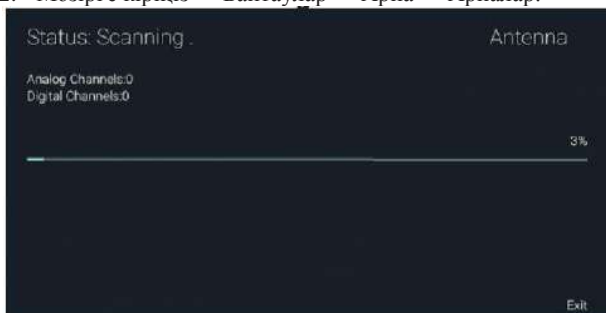 Status: Scanning .
Antenna
Analog Channels:0
Digital Channels:0
3%
Exit